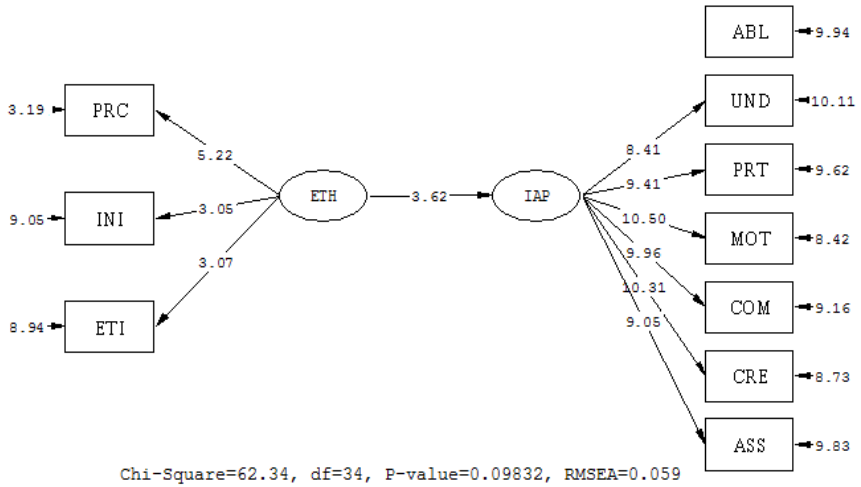 ABL
9.94
UND
10.11
3.19
PRC
8.41
5.22
PRT
9.62
9.41
ETH
3.62
IAP
3.05
9.05
INI
10.50
MOT
8.42
9.96
3.07
10.31
COM
9.16
8.94
ETI
9.05
CRE
8.73
ASS
9.83
Chi-Square=62.34, df=34, P-value=0.09832, RMSEA=0.059